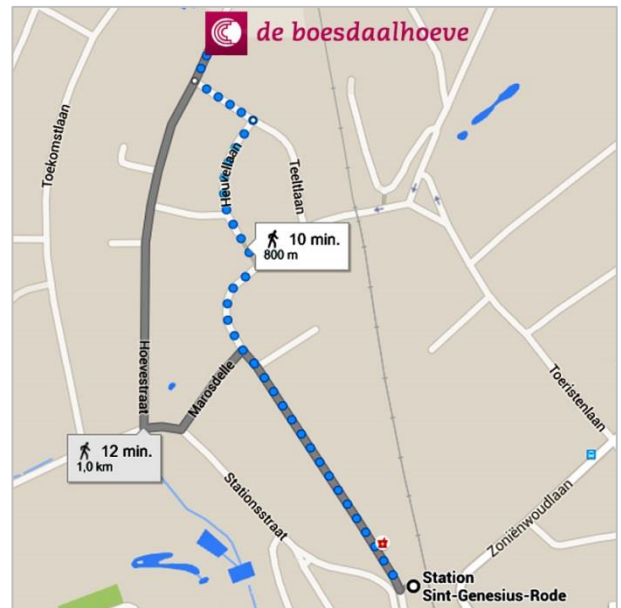 de boesdaalhoeve
Toekomstlaan
Heuvellaan
Teeltlaan
10 min.
800 m
Hoevestraat
Marosdelle
12 min.
1,0 km
Toeristenlaan
Stationsstraat
Zoniënwoudlaan
Station
Sint-Genesius-Rode